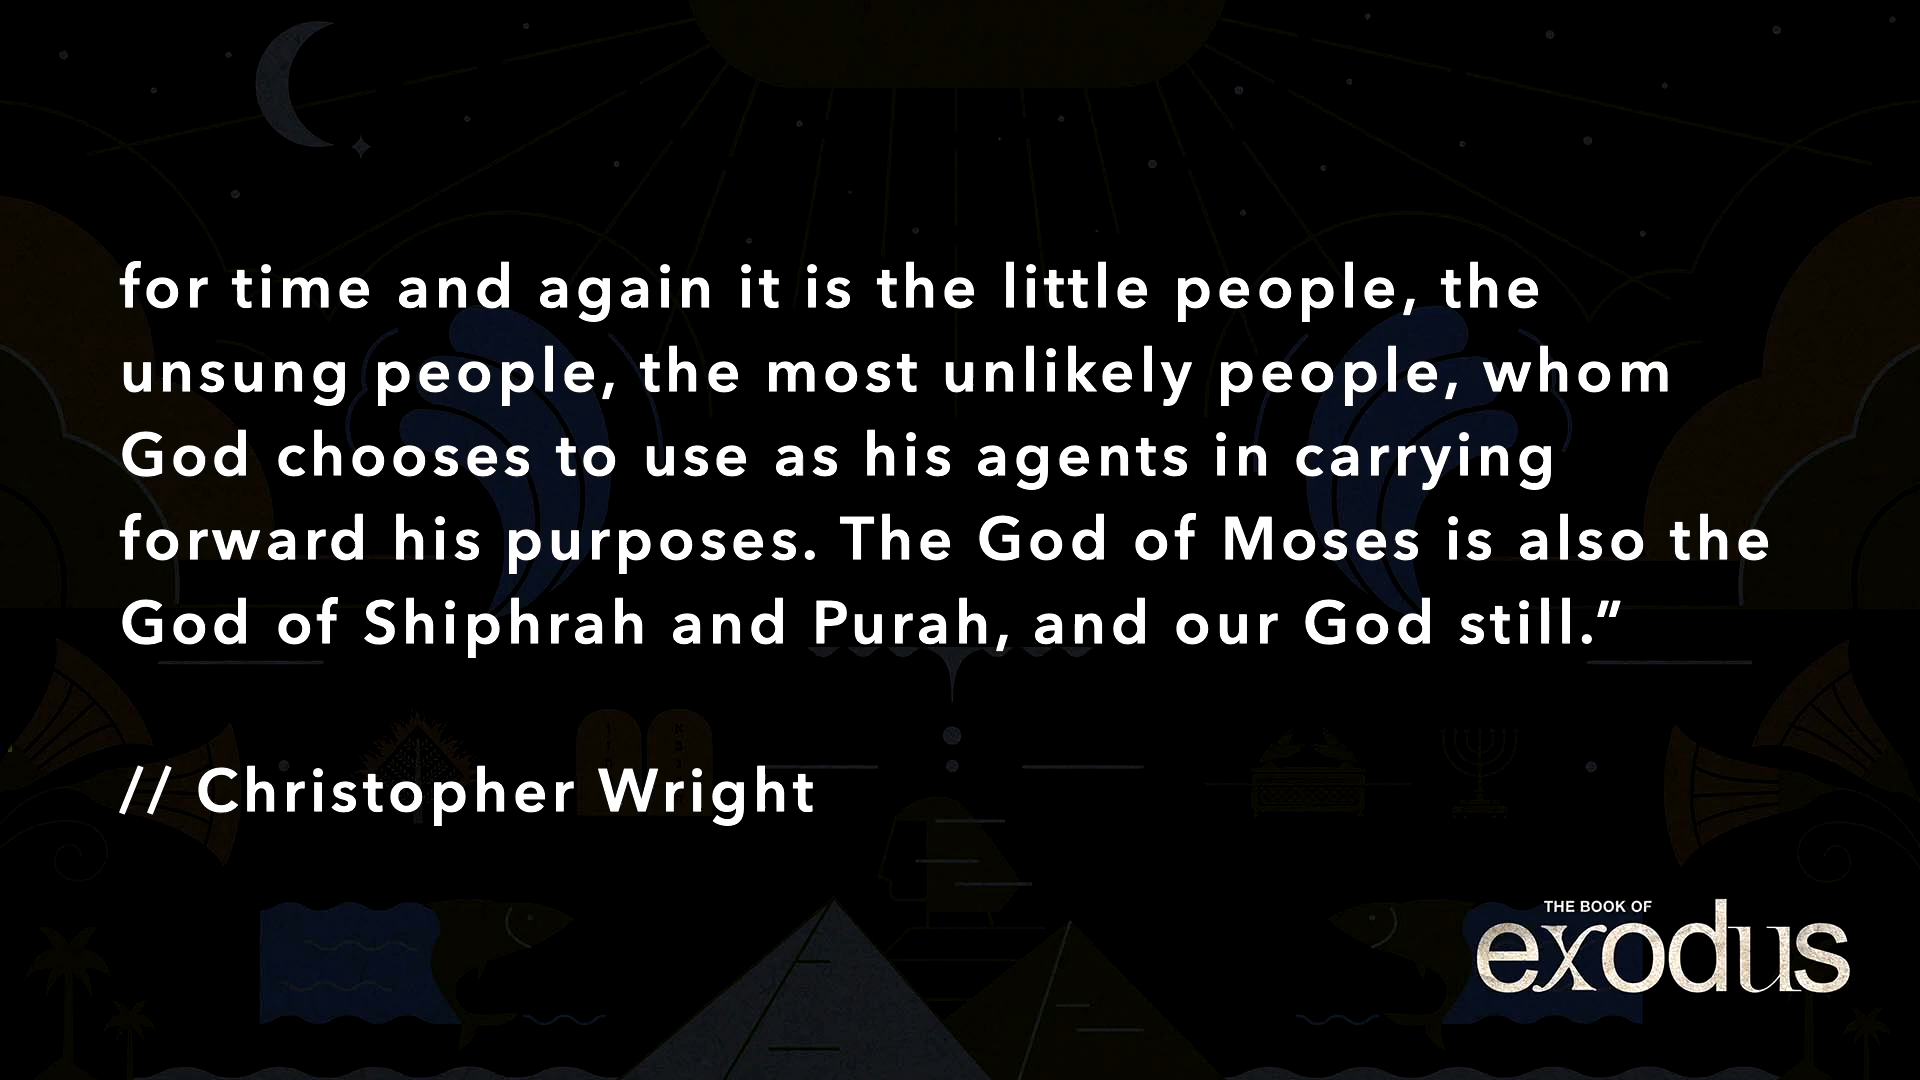 for time and again it is the little people, the
unsung people, the most unlikely people, whom
God chooses to use as his agents in carrying
forward his purposes. The God of Moses is also the
God of Shiphrah and Purah, and our God still.”
// Christopher Wright
THE BOOK OF
exodus